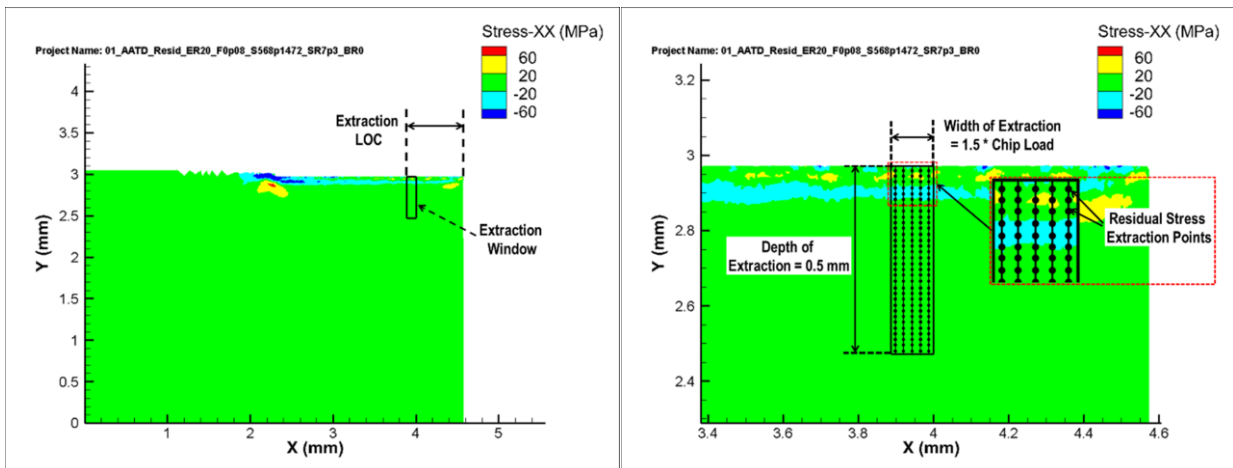 Stress-XX (MPa)
Project Name: 01_AATD_Resid_ER20_F0p08_S568p1472_SR7p3_BR0
60
20
-20
-60
4
3.5
3
2.5
2
1.5
1
0.5
0
Y (mm)
Extraction
LOC
Extraction
Window
1
2
3
4
5
X (mm)
Stress-XX (MPa)
Project Name: 01_AATD_Resid_ER20_F0p08_S568p1472_SR7p3_BR0
60
20
-20
-60
3.2
3
2.8
2.6
2.4
Y (mm)
Width of Extraction
= 1.5 * Chip Load
Depth of
Extraction = 0.5 mm
Residual Stress
Extraction Points
3.4
3.6
3.8
4
4.2
4.4
4.6
X (mm)